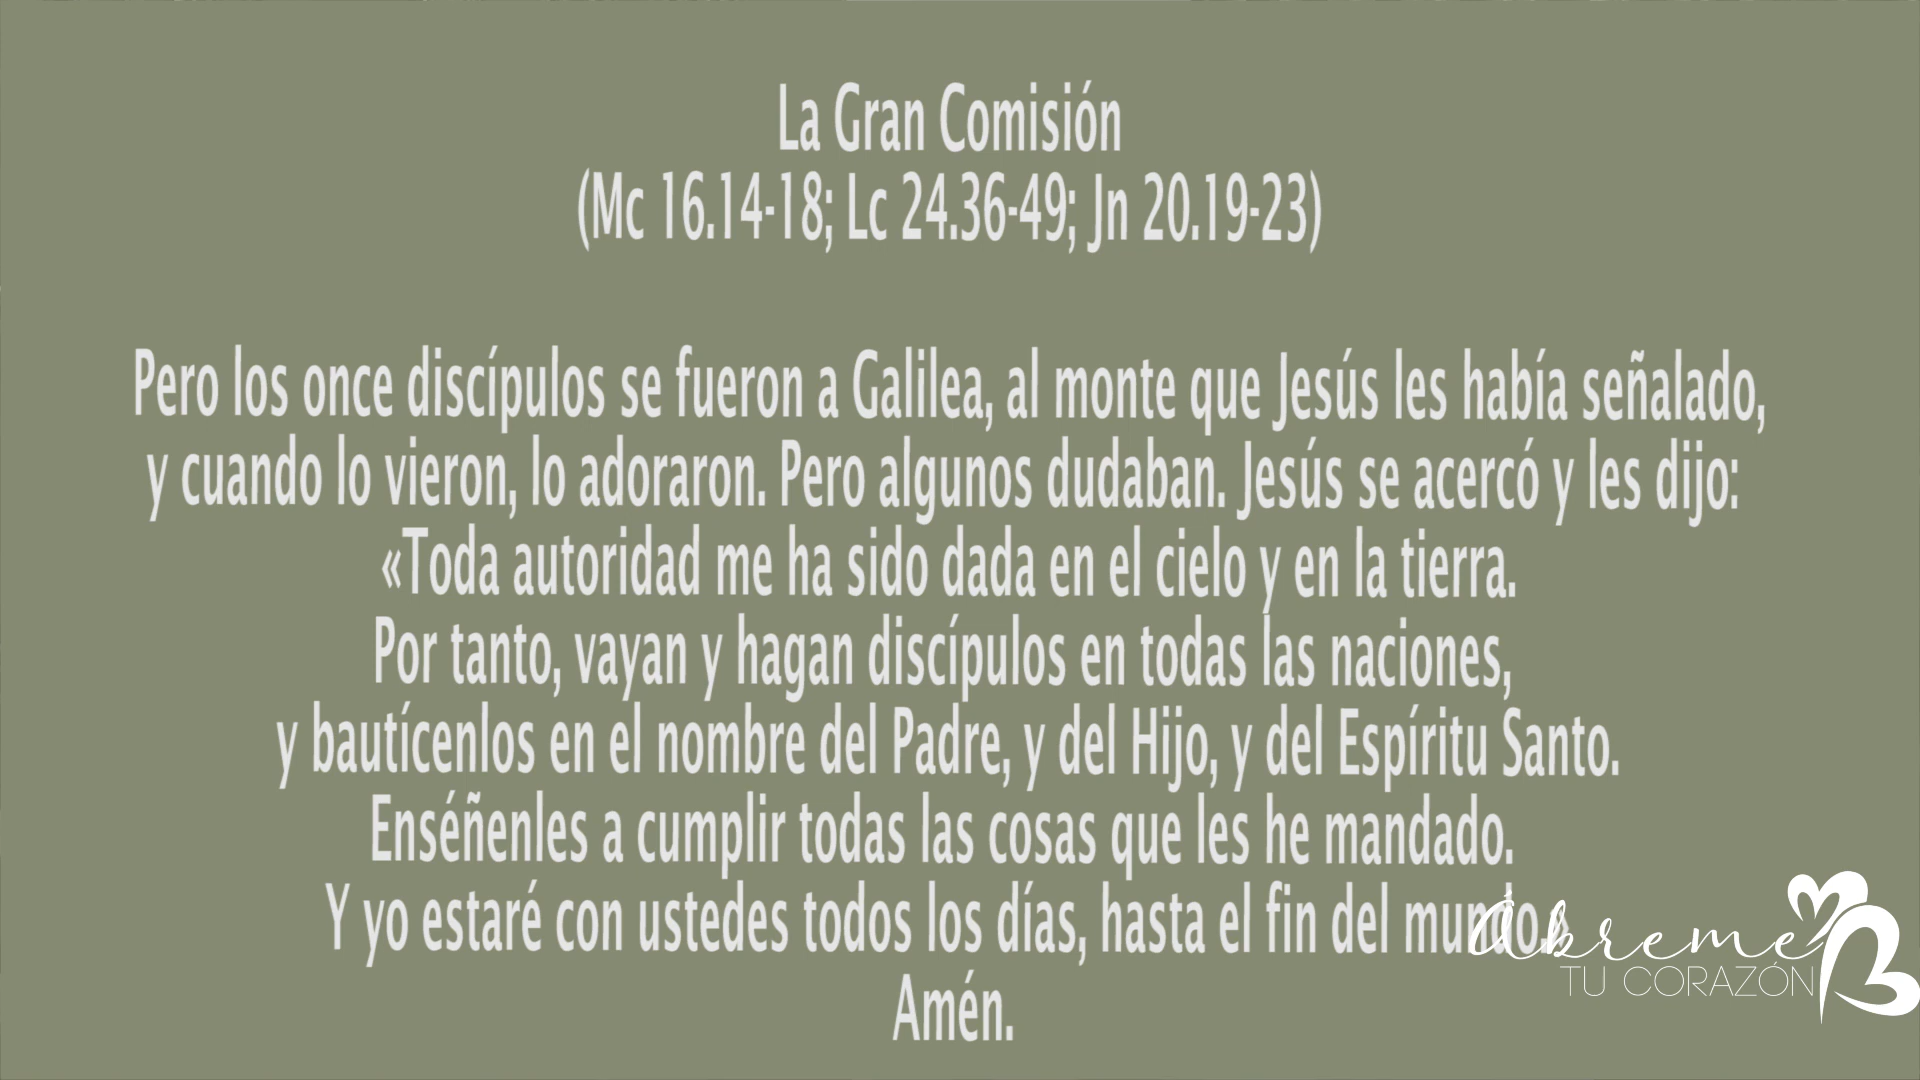 La Gran Comisión
(Mc 16.14-18; Lc 24.36-49; Jn 20.19-23)
Pero los once discípulos se fueron a Galilea, al monte que Jesús les había señalado,
y cuando lo vieron, lo adoraron. Pero algunos dudaban. Jesús se acercó y les dijo:
«Toda autoridad me ha sido dada en el cielo y en la tierra.
Por tanto, vayan y hagan discípulos en todas las naciones,
y bautícenlos en el nombre del Padre, y del Hijo, y del Espíritu Santo.
Enséñenles a cumplir todas las cosas que les he mandado.
Y yo estaré con ustedes todos los días, hasta el fin del mundo.»
Amén.
Ábreme
TU CORAZÓN